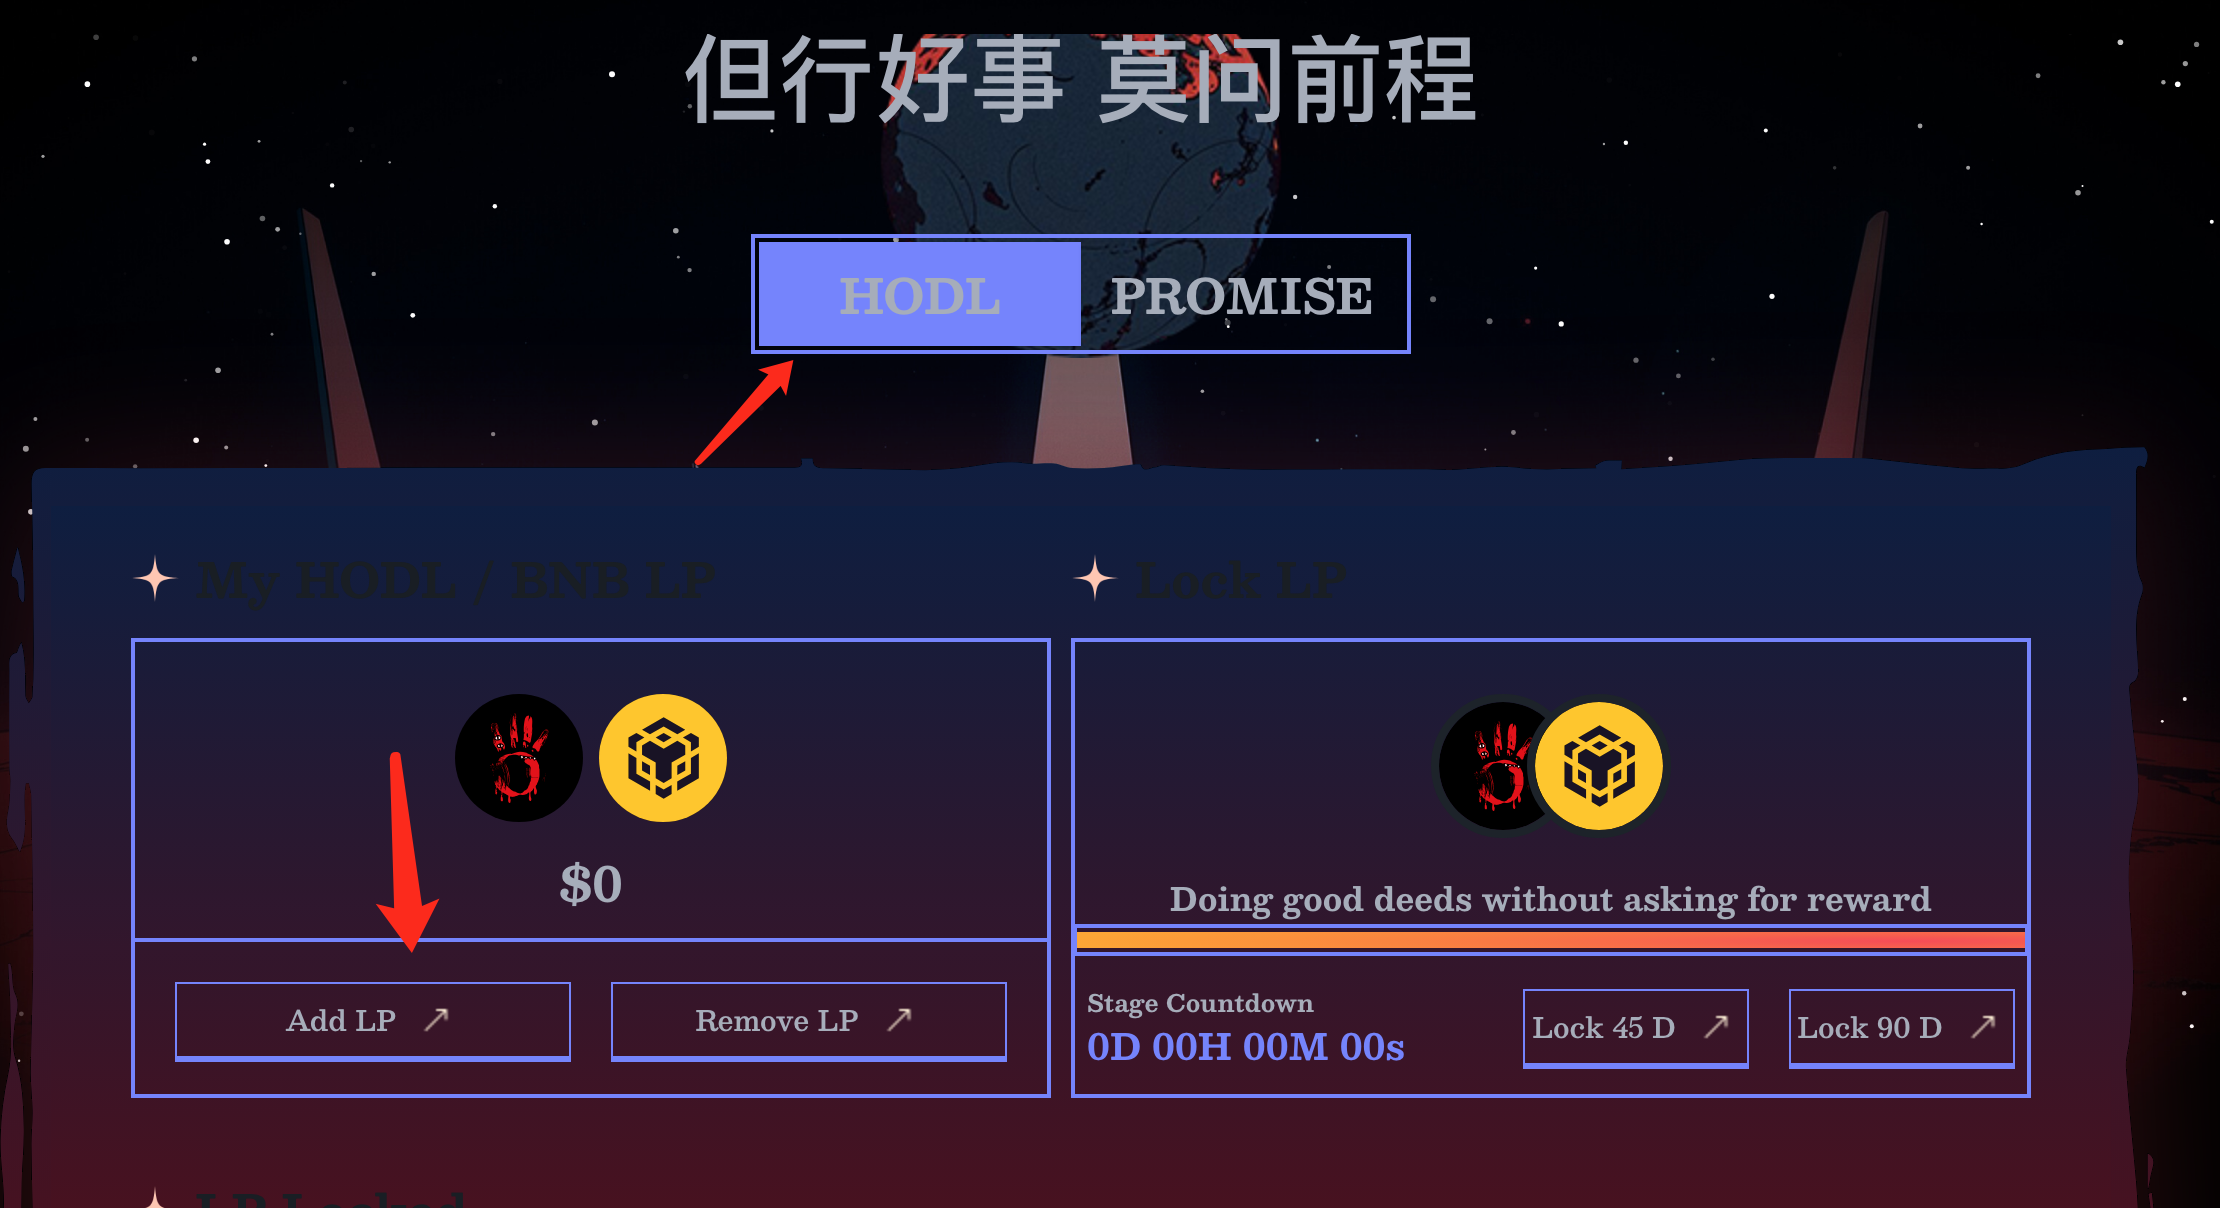 但行好事 莫问前程
HODL PROMISE
My HODL / BNB LP
Lock LP
$0
Doing good deeds without asking for reward
Add LP
Remove LP
Stage Countdown
0D 00H 00M 00s
Lock 45 D
Lock 90 D
LP Locked